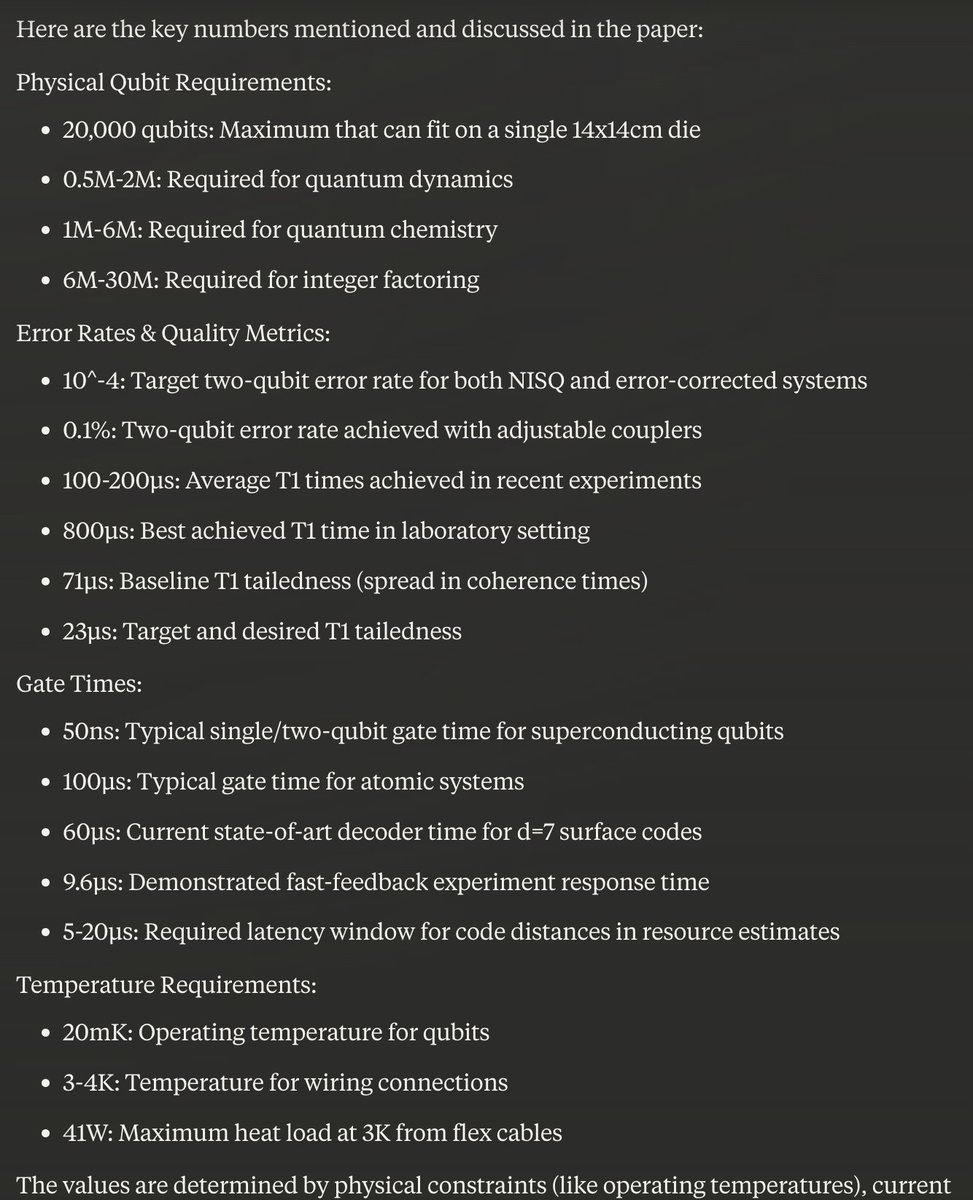 Here are the key numbers mentioned and discussed in the paper:
Physical Qubit Requirements:
• 20,000 qubits: Maximum that can fit on a single 14x14cm die
• 0.5M-2M: Required for quantum dynamics
• 1M-6M: Required for quantum chemistry
• 6M-30M: Required for integer factoring
Error Rates & Quality Metrics:
• 10^-4: Target two-qubit error rate for both NISQ and error-corrected systems
• 0.1%: Two-qubit error rate achieved with adjustable couplers
• 100-200μs: Average T1 times achieved in recent experiments
• 800μs: Best achieved T1 time in laboratory setting
• 71μs: Baseline T1 tailedness (spread in coherence times)
• 23μs: Target and desired T1 tailedness
Gate Times:
• 50ns: Typical single/two-qubit gate time for superconducting qubits
• 100μs: Typical gate time for atomic systems
• 60μs: Current state-of-art decoder time for d=7 surface codes
• 9.6μs: Demonstrated fast-feedback experiment response time
• 5-20μs: Required latency window for code distances in resource estimates
Temperature Requirements:
• 20mK: Operating temperature for qubits
• 3-4K: Temperature for wiring connections
• 41W: Maximum heat load at 3K from flex cables
The values are determined by physical constraints (like operating temperatures), current